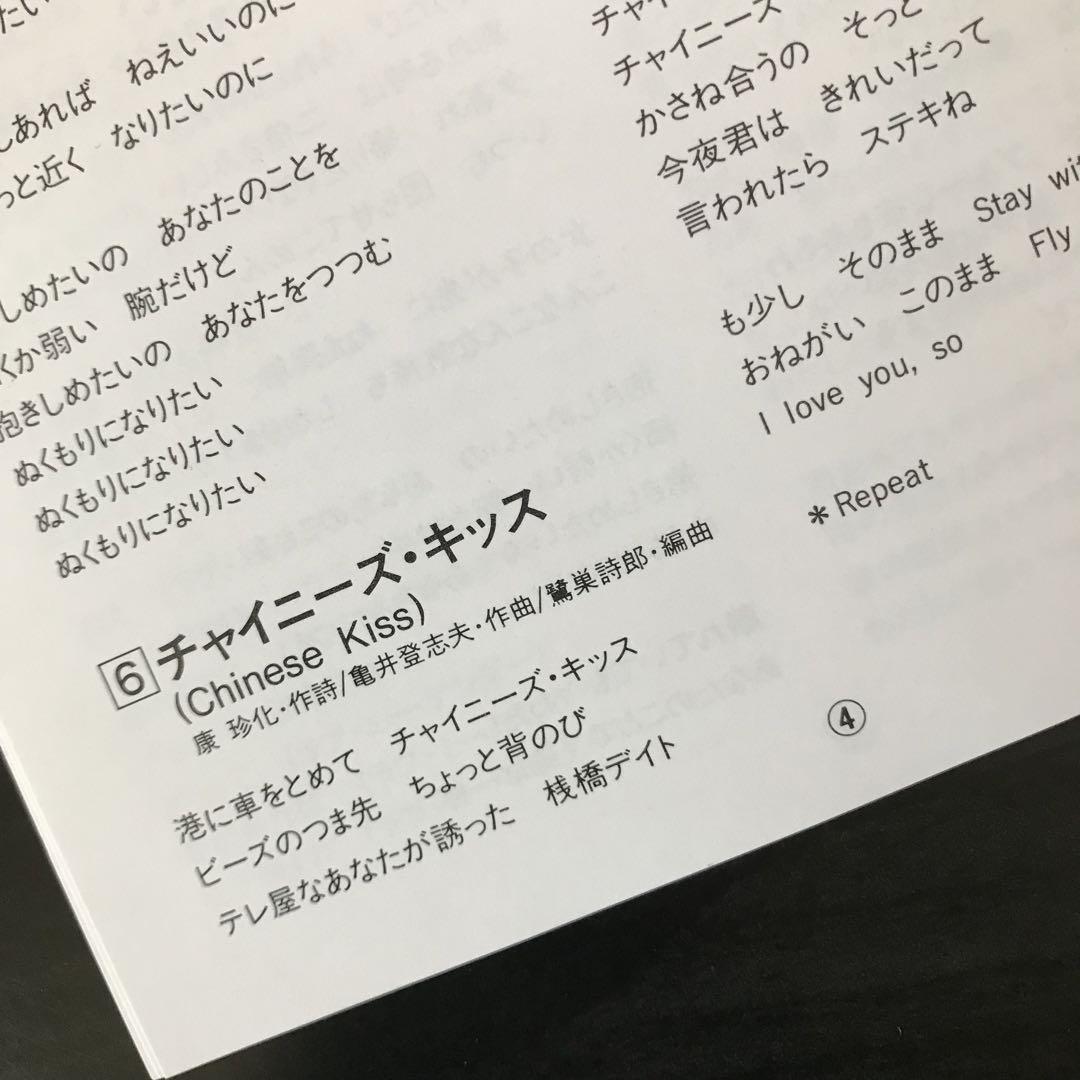 たい
しあれば ねえいいのに
っと近く なりたいのに
しめたいの あなたのことを
くか弱い 腕だけど
抱きしめたいの あなたをつつむ
ぬくもりになりたい
ぬくもりになりたい
ぬくもりになりたい
6 チャイニーズ・キッス
(Chinese Kiss)
康 珍化・作詩/亀井登志夫・作曲/鷺巣詩郎・編曲
港に車をとめて チャイニーズ・キッス
ビーズのつま先 ちょっと背のび
テレ屋なあなたが誘った 桟橋デイト
チャイ
チャイニーズ
かさね合うの そっと
今夜君は きれいだって
言われたら ステキね
も少し そのまま Stay wit
おねがい このまま Fly
I love you, so
＊Repeat
④